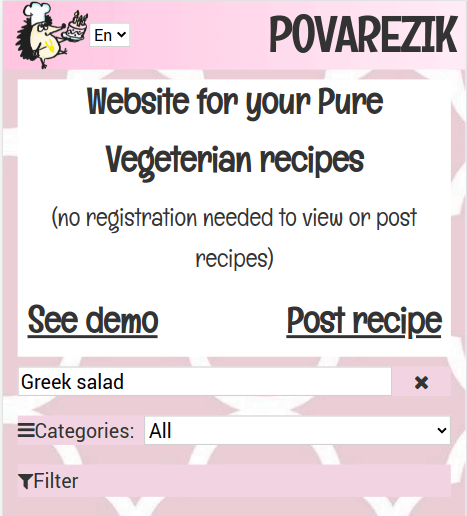 En
POVAREZIK
Website for your Pure
Vegeterian recipes
(no registration needed to view or post
recipes)
See demo Post recipe
Greek salad
Categories: All
Filter